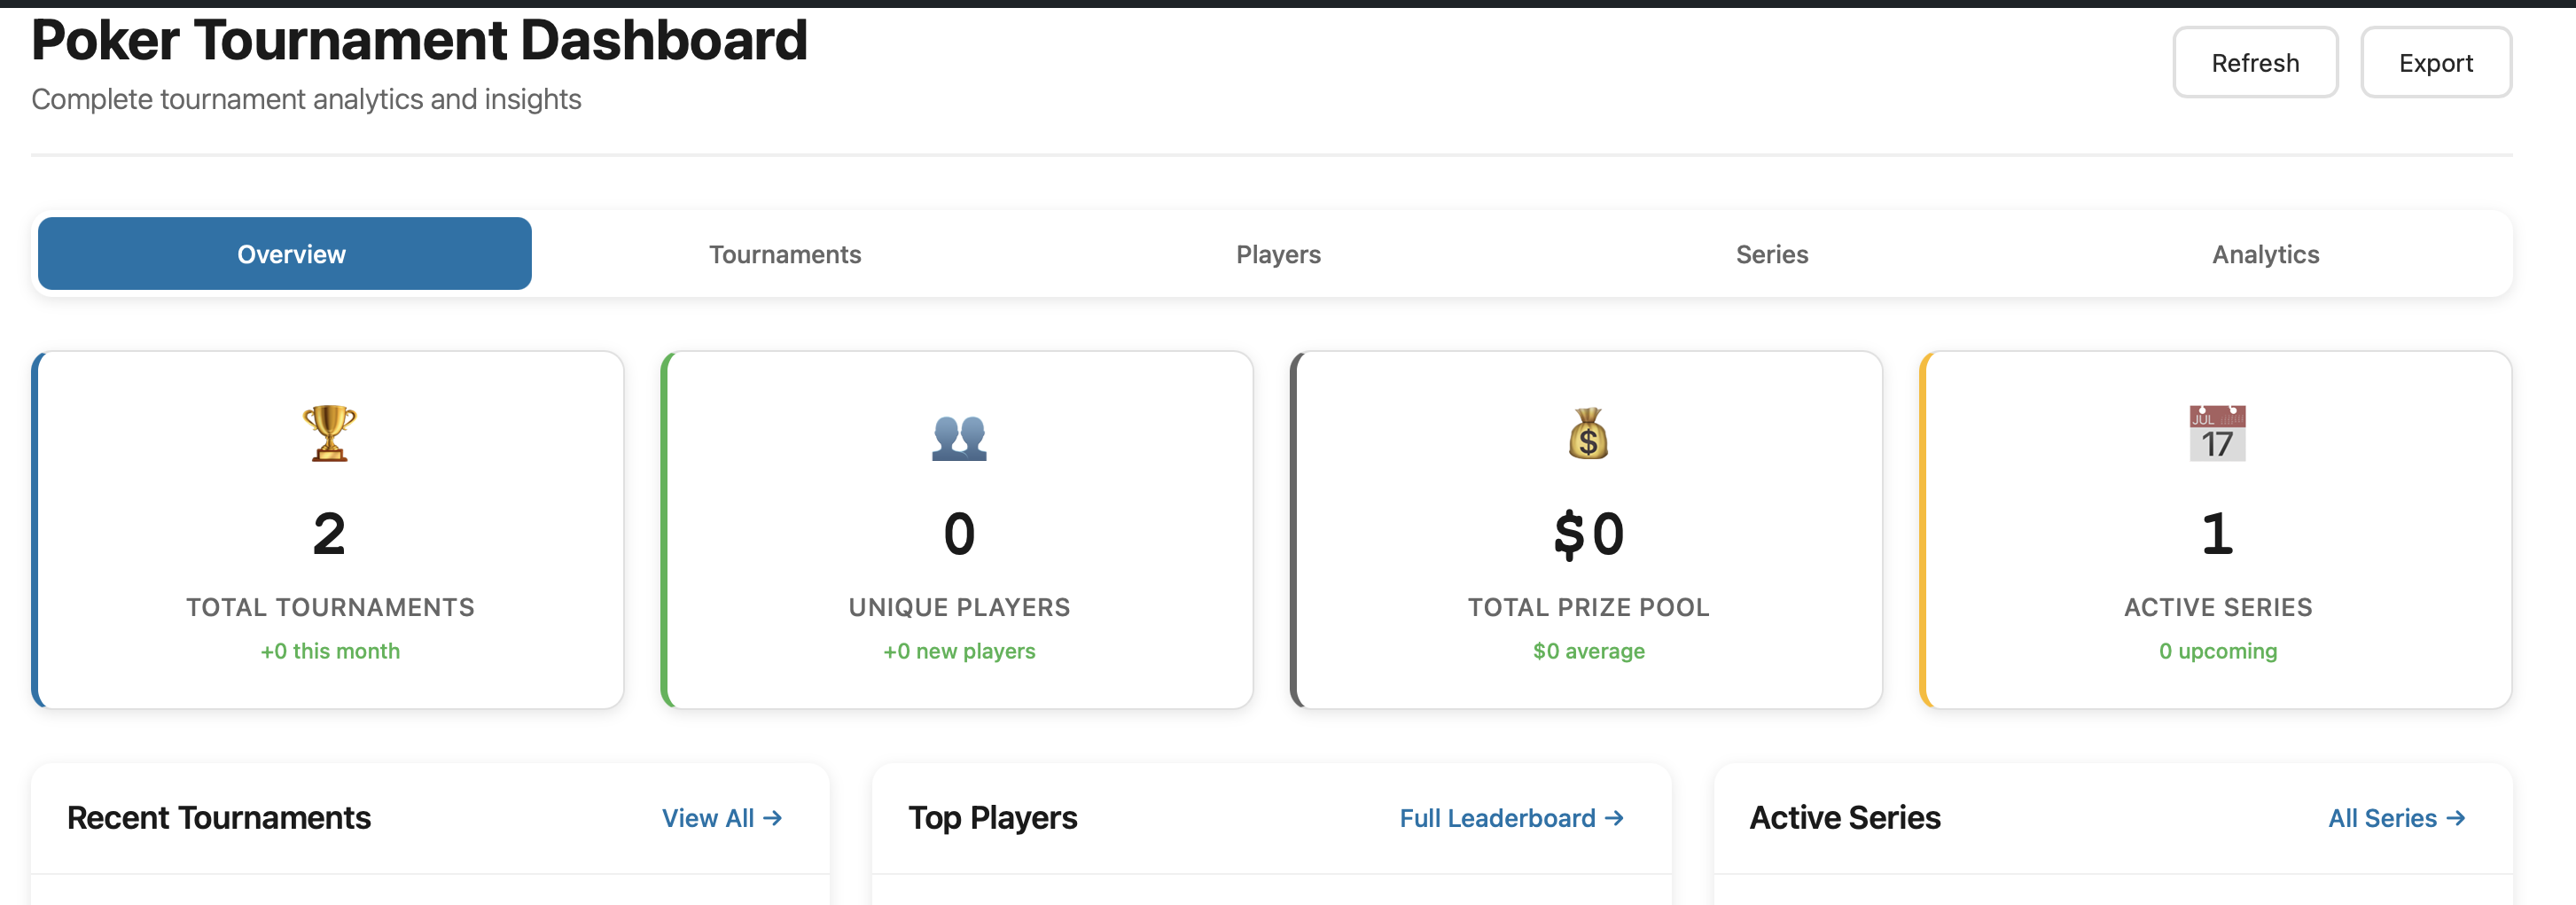 Poker Tournament Dashboard
Complete tournament analytics and insights
Refresh
Export
Overview
Tournaments
Players
Series
Analytics
JUL
17
2
TOTAL TOURNAMENTS
+0 this month
0
UNIQUE PLAYERS
+0 new players
$
$0
TOTAL PRIZE POOL
$0 average
1
ACTIVE SERIES
0 upcoming
Recent Tournaments
View All →
Top Players
Full Leaderboard →
Active Series
All Series →